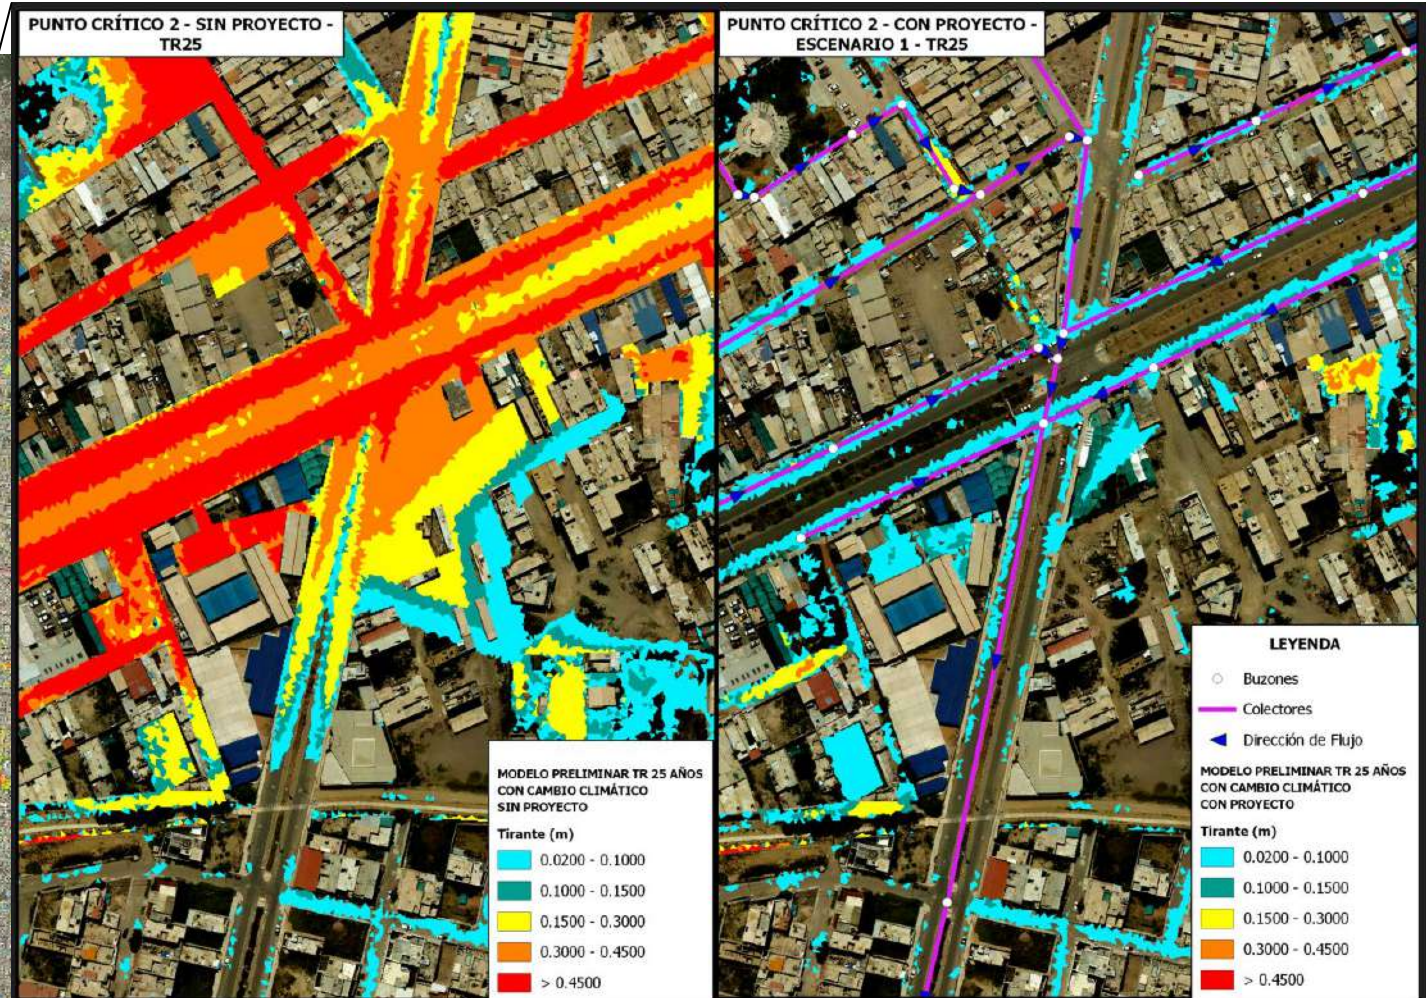 PUNTO CRÍTICO 2 - SIN PROYECTO -
TR25
PUNTO CRÍTICO 2 - CON PROYECTO -
ESCENARIO 1 - TR25
MODELO PRELIMINAR TR 25 AÑOS
CON CAMBIO CLIMÁTICO
SIN PROYECTO
Tirante (m)
0.0200 - 0.1000
0.1000 - 0.1500
0.1500 - 0.3000
0.3000 - 0.4500
> 0.4500
LEYENDA
Buzones
Colectores
Dirección de Flujo
MODELO PRELIMINAR TR 25 AÑOS
CON CAMBIO CLIMÁTICO
CON PROYECTO
Tirante (m)
0.0200 - 0.1000
0.1000 - 0.1500
0.1500 - 0.3000
0.3000 - 0.4500
> 0.4500